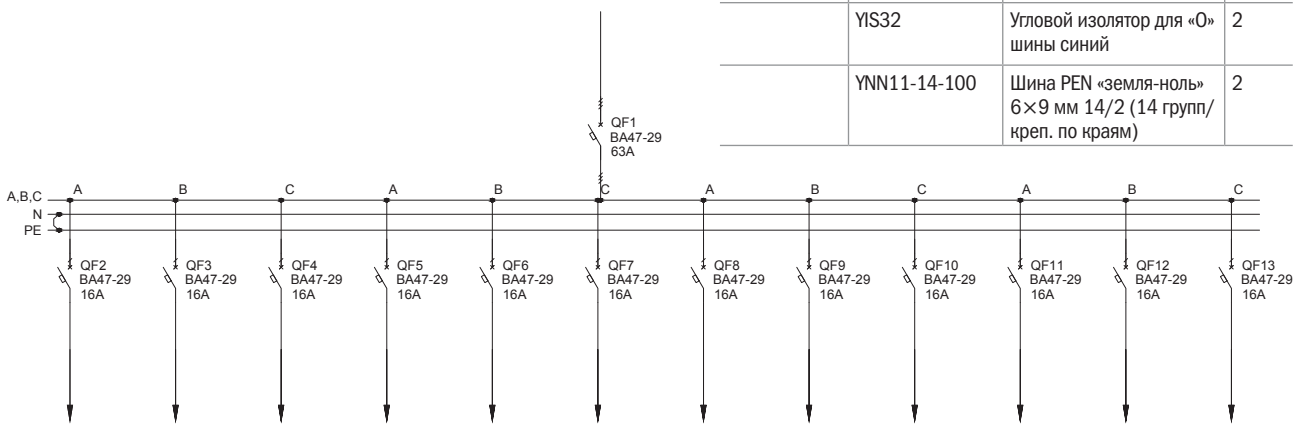 YIS32
Угловой изолятор для «0»
шины синий
2
YNN11-14-100
Шина PEN «земля-ноль»
6×9 мм 14/2 (14 групп/
креп. по краям)
2
QF1
ВА47-29
63А
A,B,C
A B C A B C A B C A B C
N
PE
QF2 QF3 QF4 QF5 QF6 QF7 QF8 QF9 QF10 QF11 QF12 QF13
ВА47-29 ВА47-29 ВА47-29 ВА47-29 ВА47-29 ВА47-29 ВА47-29 ВА47-29 ВА47-29 ВА47-29 ВА47-29 ВА47-29
16А 16А 16А 16А 16А 16А 16А 16А 16А 16А 16А 16А